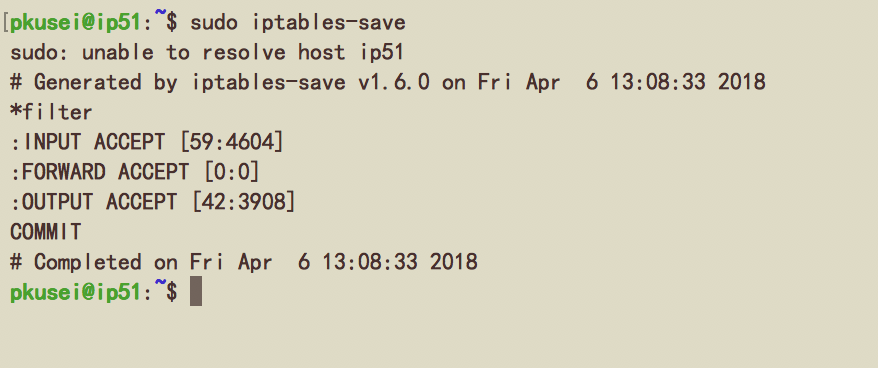 [pkusei@ip51:~$ sudo iptables-save
sudo: unable to resolve host ip51
# Generated by iptables-save v1.6.0 on Fri Apr  6 13:08:33 2018
*filter
:INPUT ACCEPT [59:4604]
:FORWARD ACCEPT [0:0]
:OUTPUT ACCEPT [42:3908]
COMMIT
# Completed on Fri Apr  6 13:08:33 2018
pkusei@ip51:~$